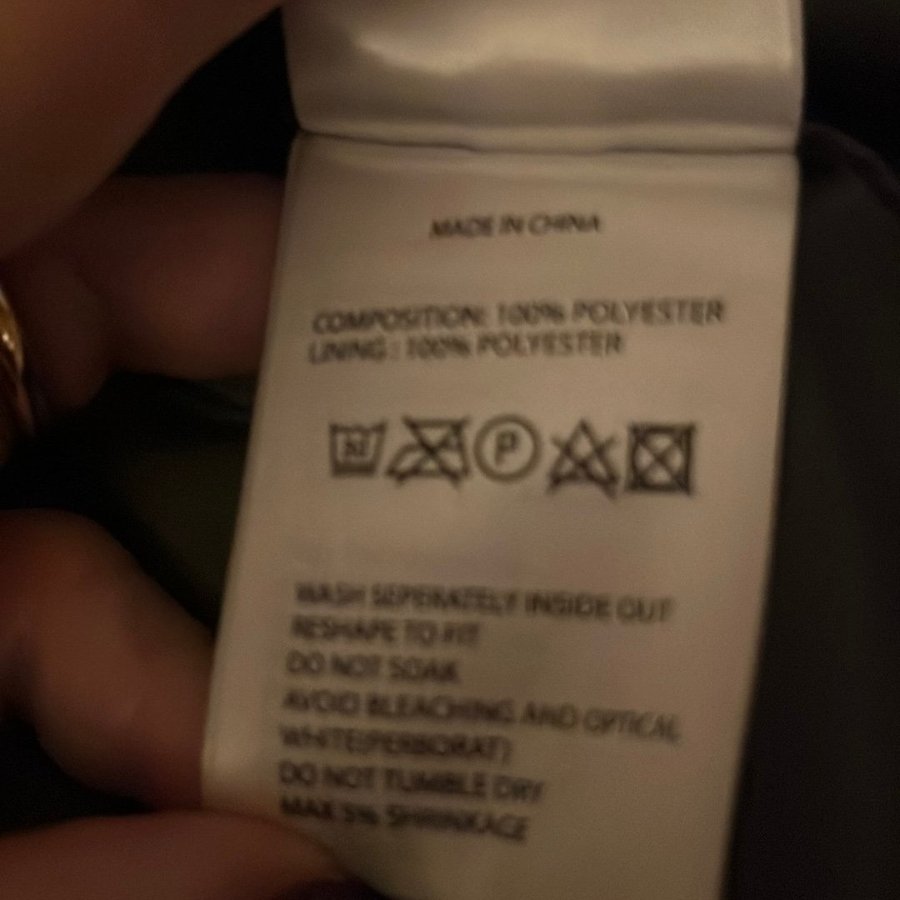 MADE IN CHINA
COMPOSITION: 100% POLYESTER
LINING : 100% POLYESTER
P
WASH SEPERATELY INSIDE OUT
RESHAPE TO FIT
DO NOT SOAK
AVOID BLEACHING AND OPTICAL
WHITE(PERBORAT)
DO NOT TUMBLE DRY
MAX 5% SHRINKAGE